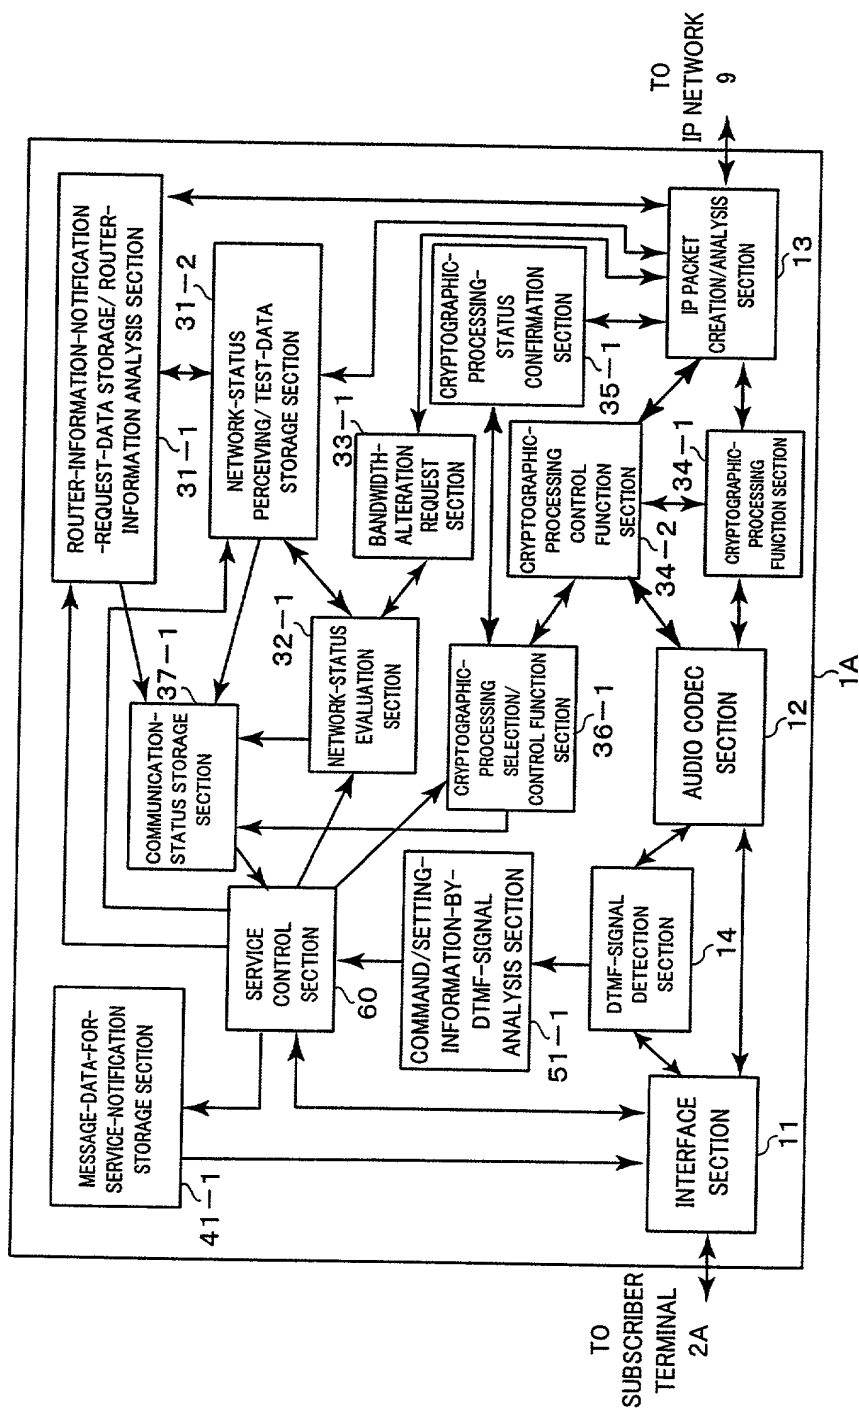 MESSAGE-DATA-FOR-
SERVICE-NOTIFICATION
STORAGE SECTION
41-1
ROUTER-INFORMATION-NOTIFICATION
-REQUEST-DATA STORAGE/ROUTER-
INFORMATION ANALYSIS SECTION
31-1
COMMUNICATION-
STATUS STORAGE
SECTION
37-1
NETWORK-STATUS
PERCEIVING/TEST-DATA
STORAGE SECTION
31-2
SERVICE
CONTROL
SECTION
60
NETWORK-STATUS
EVALUATION
SECTION
32-1
BANDWIDTH-
ALTERATION
REQUEST
SECTION
33-1
CRYPTOGRAPHIC-
PROCESSING-
STATUS
CONFIRMATION
SECTION
35-1
COMMAND/SETTING-
INFORMATION-BY-
DTMF-SIGNAL
ANALYSIS SECTION
51-1
CRYPTOGRAPHIC-
PROCESSING
SELECTION/
CONTROL FUNCTION
SECTION
36-1
CRYPTOGRAPHIC-
PROCESSING
CONTROL
FUNCTION
SECTION
34-2
DTMF-SIGNAL
DETECTION
SECTION
14
INTERFACE
SECTION
11
AUDIO CODEC
SECTION
12
CRYPTOGRAPHIC-
PROCESSING
FUNCTION SECTION
34-1
IP PACKET
CREATION/ANALYSIS
SECTION
13
TO
SUBSCRIBER
TERMINAL
2A
TO
IP NETWORK
9
1A